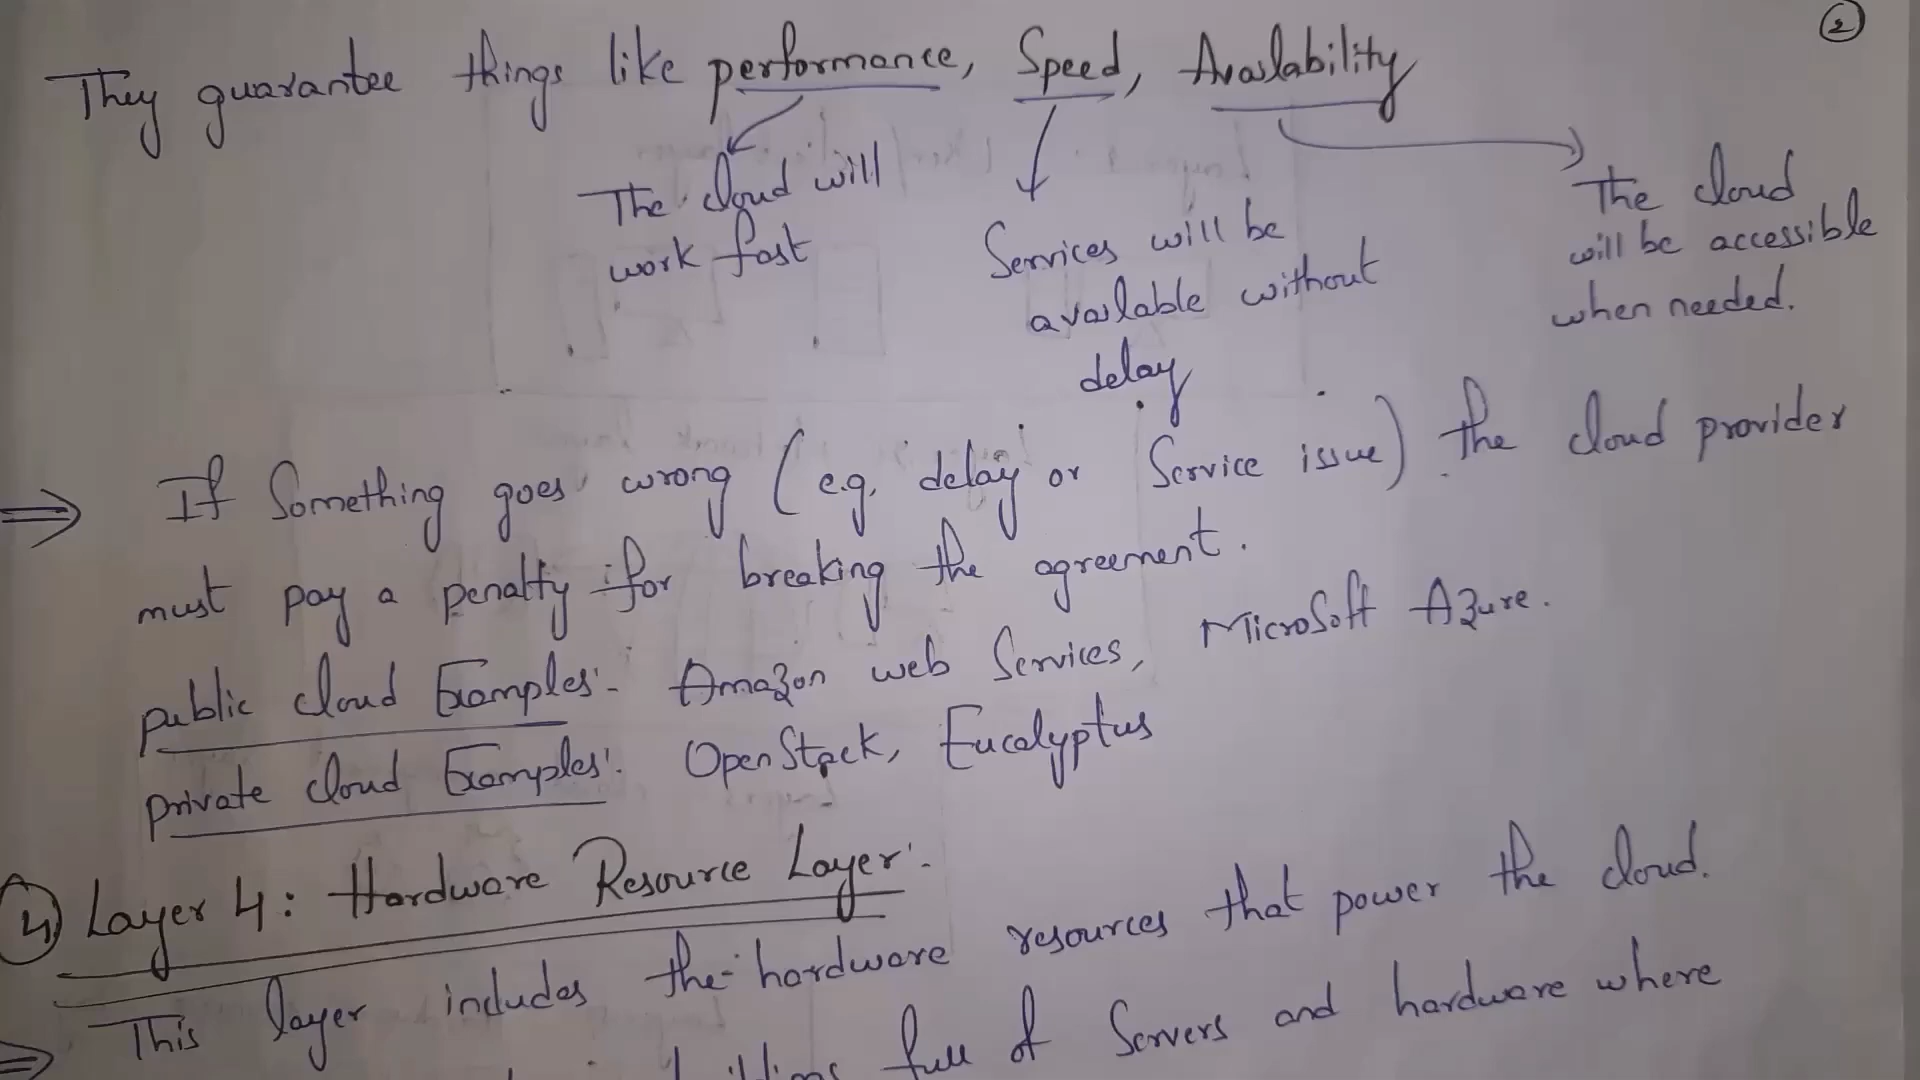 2
They guarantee things like performance, Speed, Availability
The cloud will
work fast
Services will be
available without
delay
The cloud
will be accessible
when needed.
⇒ If Something goes wrong (e.g. delay or Service issue) the cloud provider
must pay a penalty for breaking the agreement.
public cloud Examples:- Amazon web Services, Microsoft Azure.
private cloud Examples:- OpenStack, Eucalyptus
4) Layer 4: Hardware Resource Layer:-
⇒ This layer includes the hardware resources that power the cloud.
full of Servers and hardware where